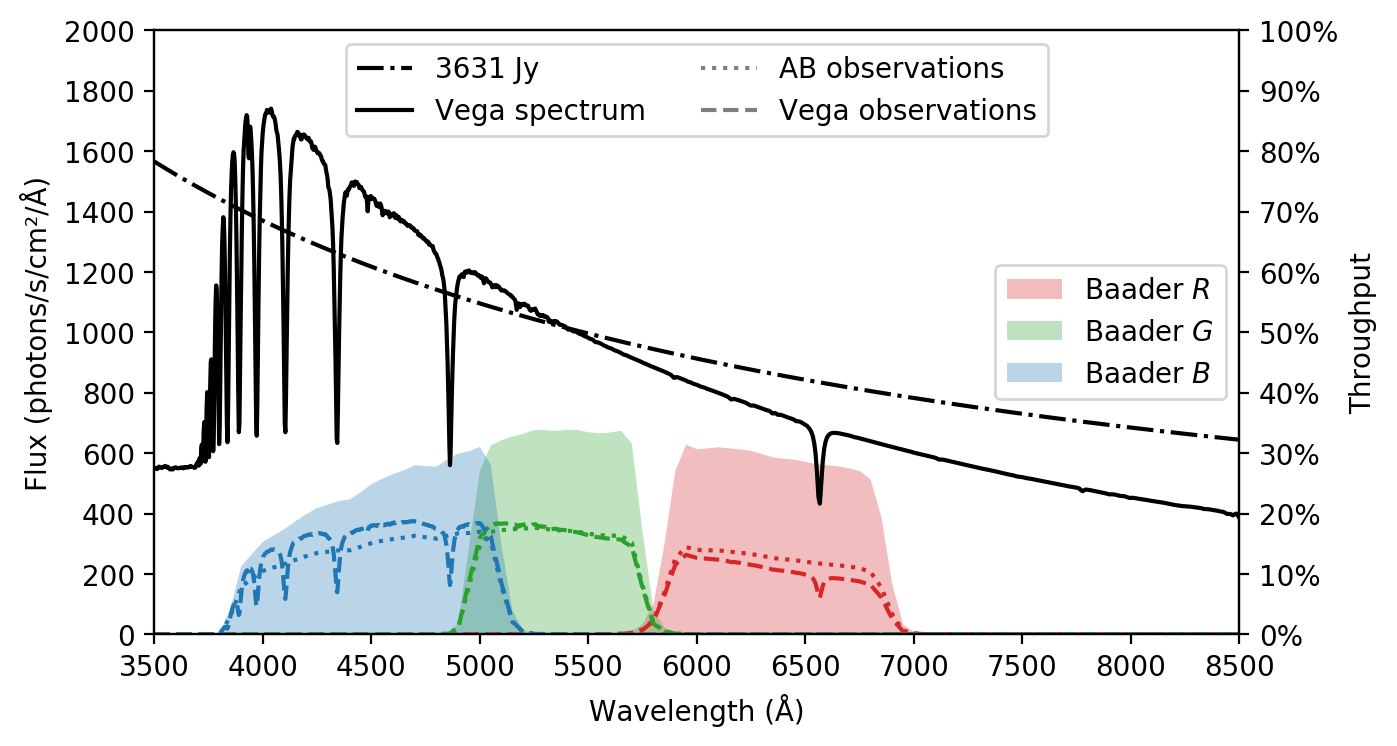 2000
1800
1600
1400
1200
1000
800
600
400
200
0
Flux (photons/s/cm²/Å)
3631 Jy
Vega spectrum
AB observations
Vega observations
Baader R
Baader G
Baader B
100%
90%
80%
70%
60%
50%
40%
30%
20%
10%
0%
Throughput
3500 4000 4500 5000 5500 6000 6500 7000 7500 8000 8500
Wavelength (Å)